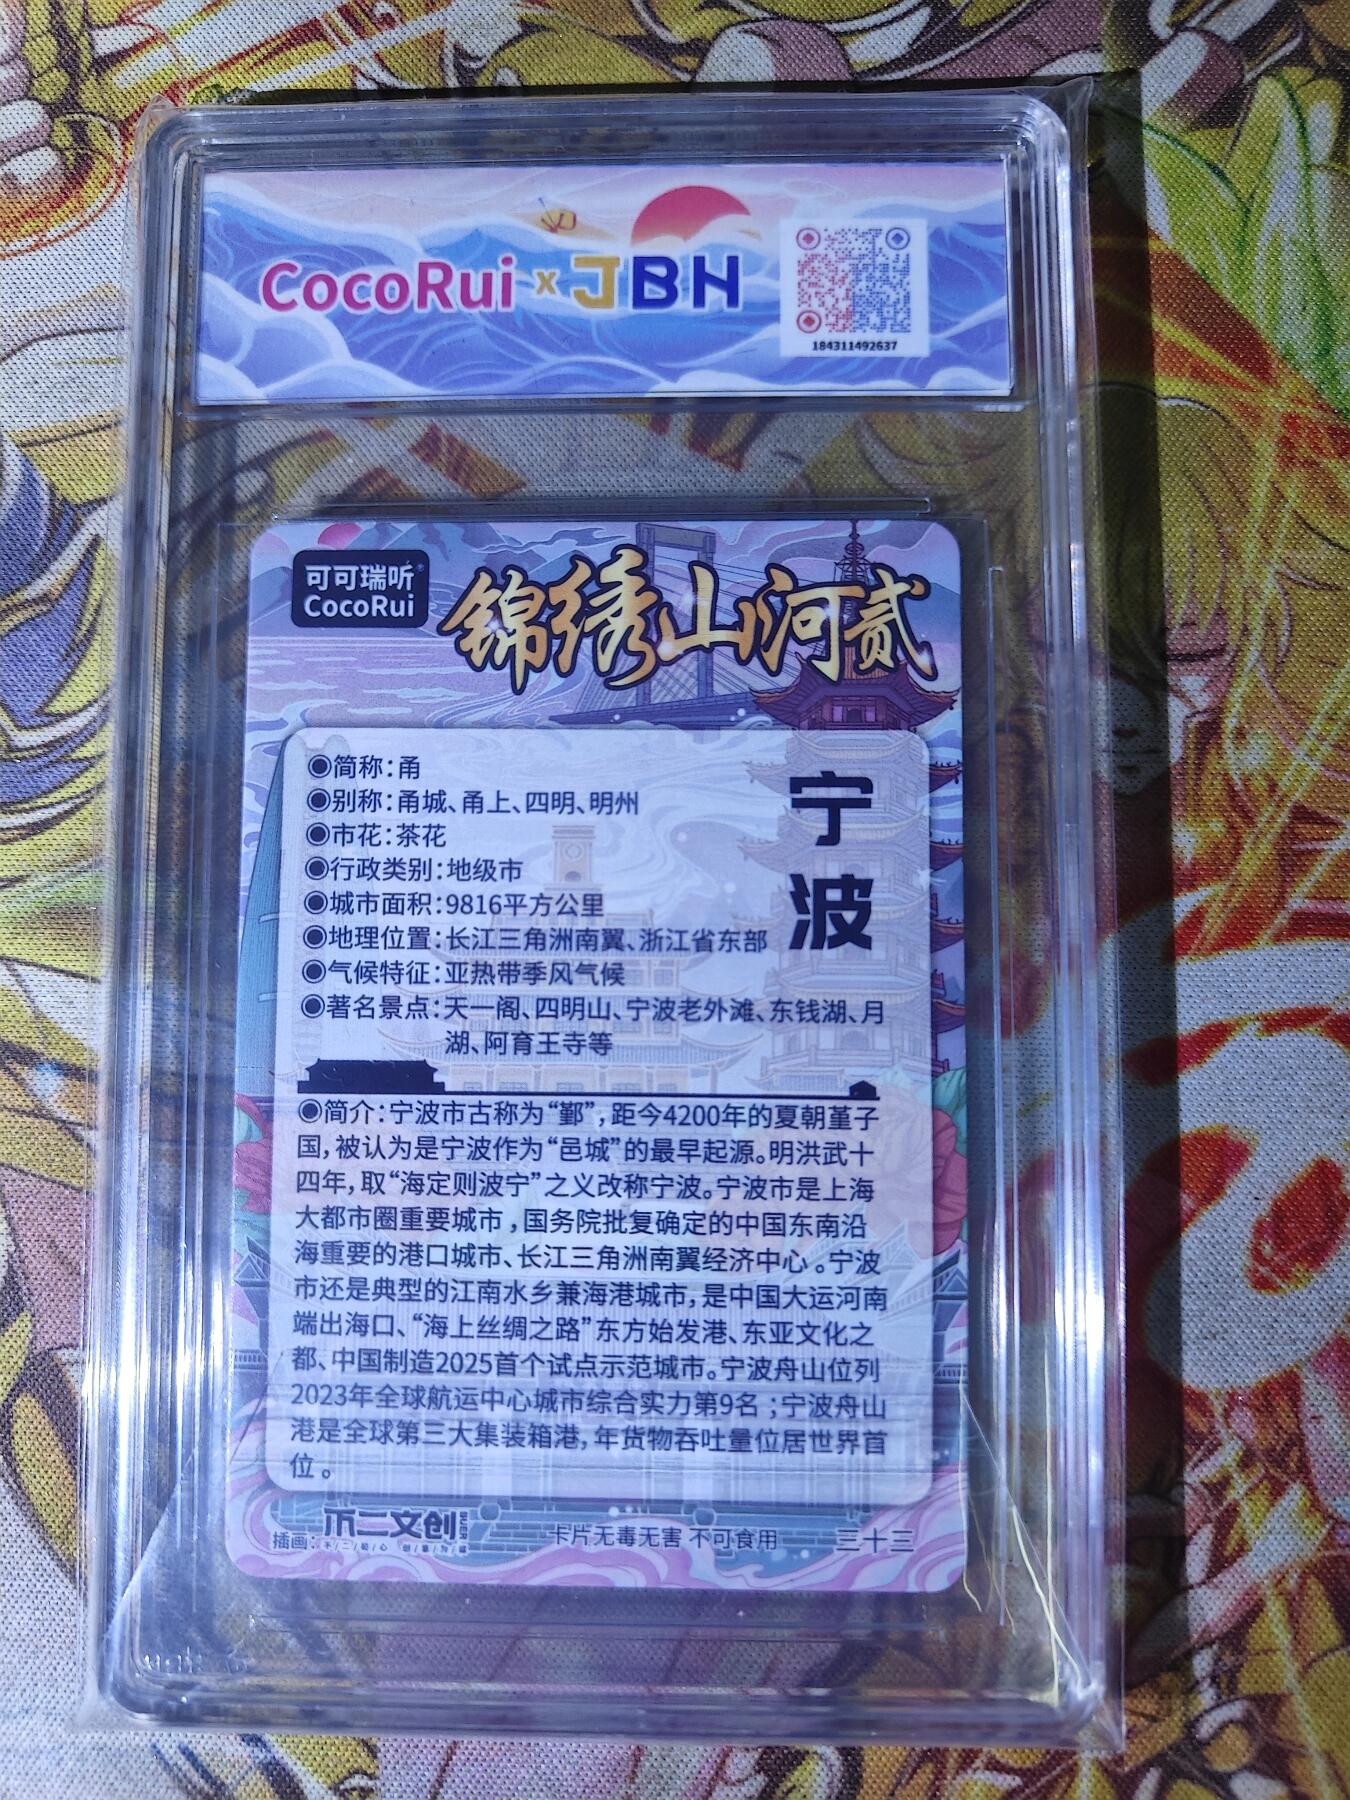 CocoRui x JBH
184311492637
可可瑞听
CocoRui
锦绣山河贰
宁波
◉简称：甬
◉别称：甬城、甬上、四明、明州
◉市花：茶花
◉行政类别：地级市
◉城市面积：9816平方公里
◉地理位置：长江三角洲南翼、浙江省东部
◉气候特征：亚热带季风气候
◉著名景点：天一阁、四明山、宁波老外滩、东钱湖、月
湖、阿育王寺等
◉简介：宁波市古称为“鄞”，距今4200年的夏朝堇子
国，被认为是宁波作为“邑城”的最早起源。明洪武十
四年，取“海定则波宁”之义改称宁波。宁波市是上海
大都市圈重要城市，国务院批复确定的中国东南沿
海重要的港口城市、长江三角洲南翼经济中心。宁波
市还是典型的江南水乡兼海港城市，是中国大运河南
端出海口、“海上丝绸之路”东方始发港、东亚文化之
都、中国制造2025首个试点示范城市。宁波舟山位列
2023年全球航运中心城市综合实力第9名；宁波舟山
港是全球第三大集装箱港，年货物吞吐量位居世界首
位。
插画：不二文创 卡片无毒无害 不可食用 三十三